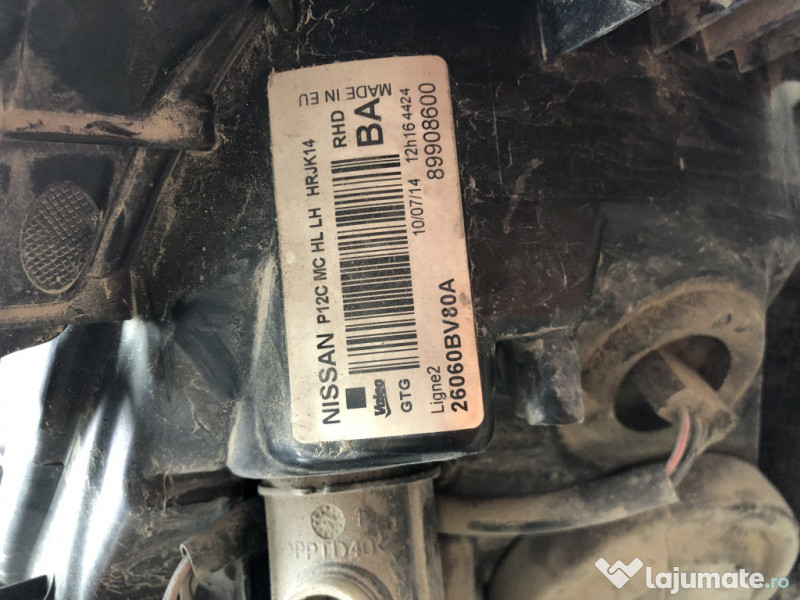 NISSAN P12C MC HL LH HRJK14
RHD
BA
MADE IN EU
Valeo
GTG
10/07/14 12h16 4424
89908600
Ligne2
26060BV80A
>PPTD40<
lajumate.ro